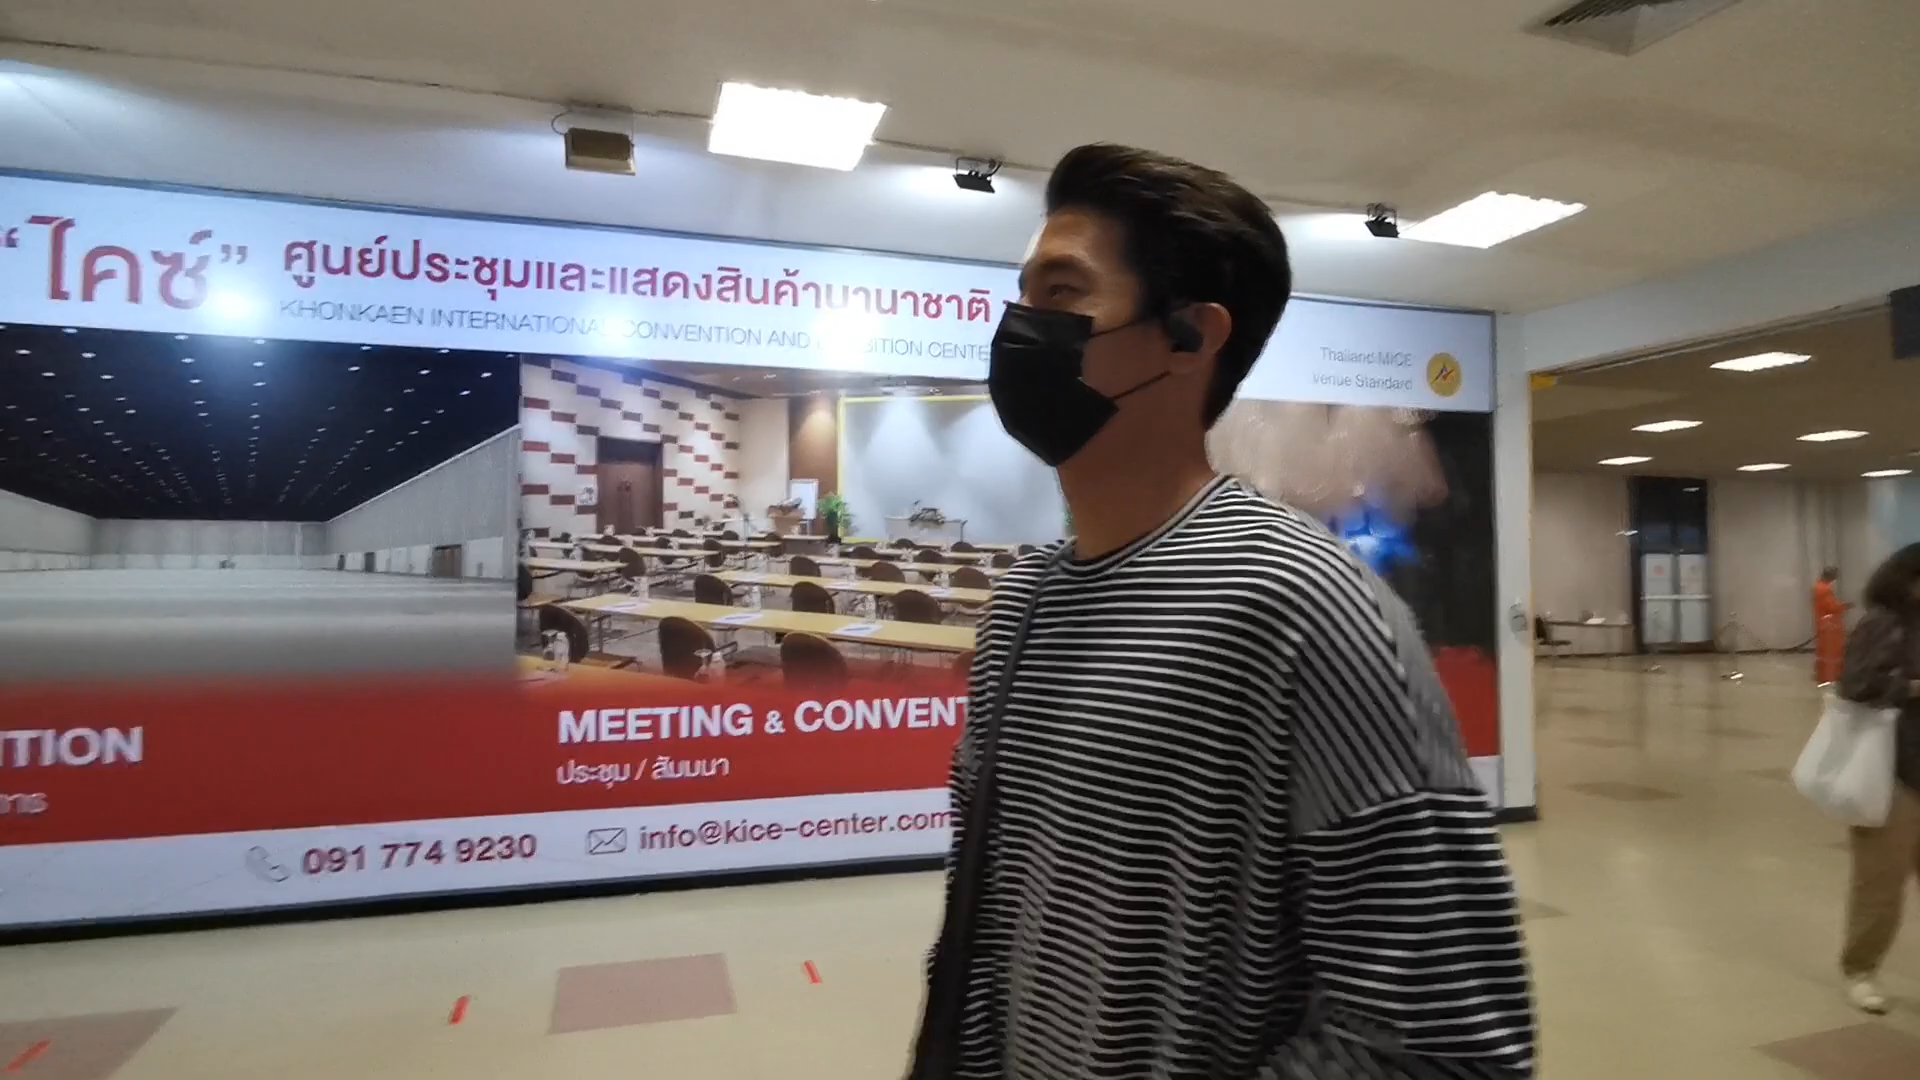 “ไคซ์” ศูนย์ประชุมและแสดงสินค้านานาชาติ
KHONKAEN INTERNATIONAL CONVENTION AND EXHIBITION CENTE
Thailand MICE
Venue Standard
ITION
MEETING & CONVENT
ประชุม / สัมมนา
091 774 9230 info@kice-center.com